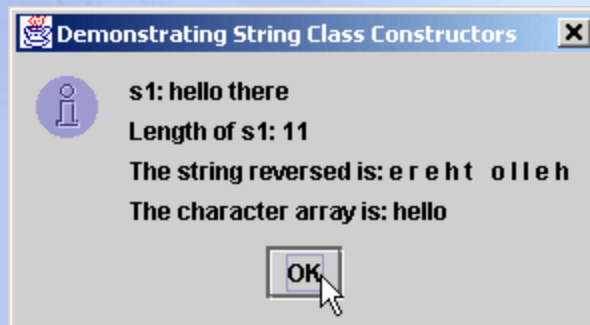 Demonstrating String Class Constructors
s1: hello there
Length of s1: 11
The string reversed is: e r e h t   o l l e h
The character array is: hello
OK